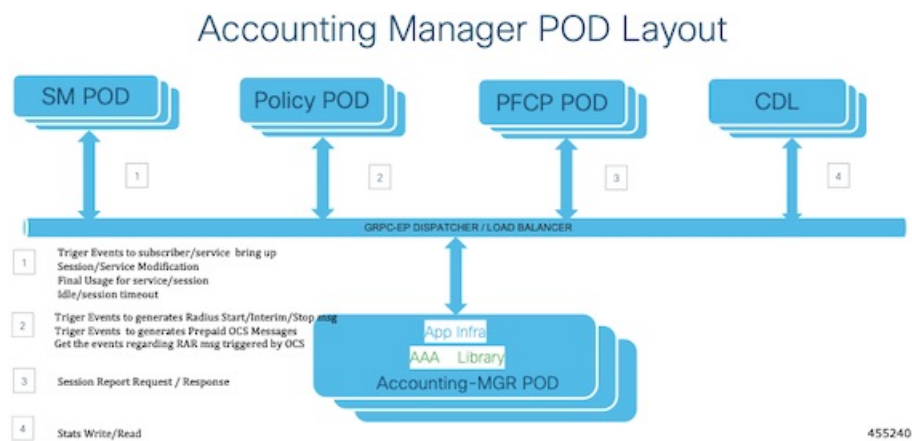 Accounting Manager POD Layout
SM POD
Policy POD
PFCP POD
CDL
1
2
3
4
GRPC-EP DISPATCHER / LOAD BALANCER
1
Triger Events to subscriber/service bring up
Session/Service Modification
Final Usage for service/session
Idle/session timeout
2
Triger Events to generates Radius Start/Interim/Stop msg
Triger Events to generates Prepaid OCS Messages
Get the events regarding RAR msg triggered by OCS
App Infra
AAA Library
Accounting-MGR POD
3
Session Report Request / Response
4
Stats Write/Read
455240